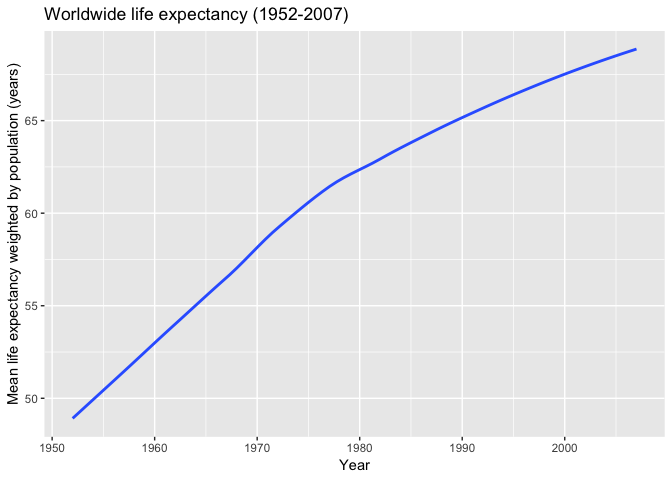 Worldwide life expectancy (1952-2007)
Mean life expectancy weighted by population (years)
65
60
55
50
1950 1960 1970 1980 1990 2000
Year